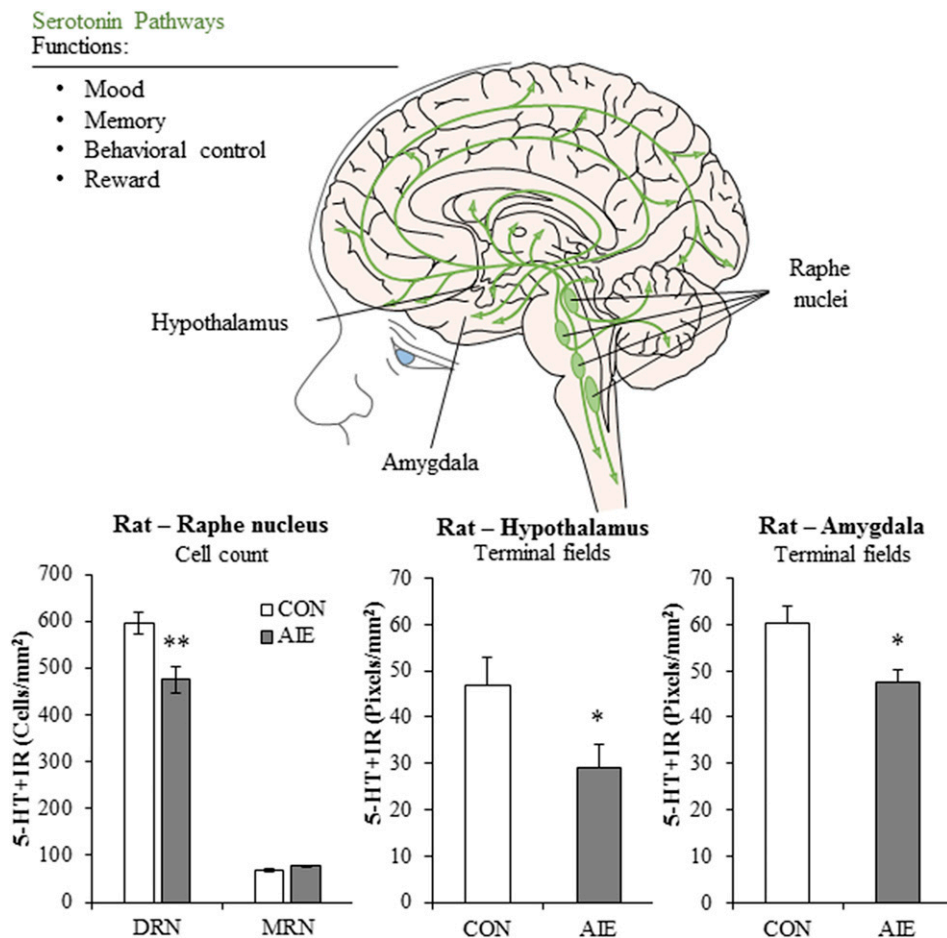 Serotonin Pathways
Functions:
• Mood
• Memory
• Behavioral control
• Reward
Raphe
nuclei
Hypothalamus
Amygdala
Rat – Raphe nucleus
Cell count
700
600
500
400
300
200
100
0
5-HT+IR (Cells/mm²)
CON
AIE
**
DRN
MRN
Rat – Hypothalamus
Terminal fields
70
60
50
40
30
20
10
0
5-HT+IR (Pixels/mm²)
*
CON
AIE
Rat – Amygdala
Terminal fields
70
60
50
40
30
20
10
0
5-HT+IR (Pixels/mm²)
*
CON
AIE